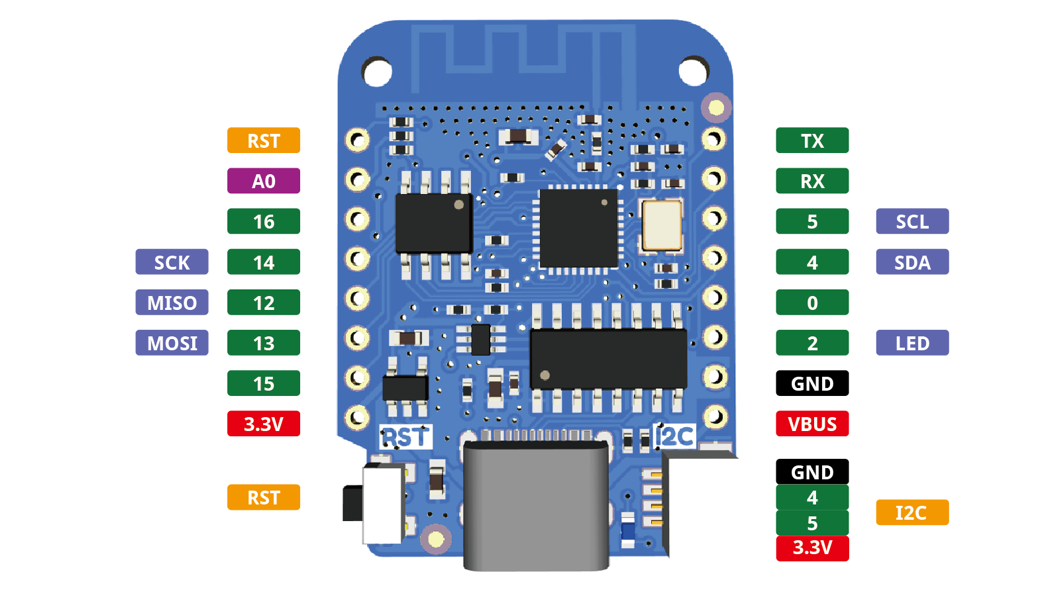 RST TX
A0 RX
16 5 SCL
SCK 14 4 SDA
MISO 12 0
MOSI 13 2 LED
15 GND
3.3V VBUS
RST I2C
GND
RST 4
5 I2C
3.3V